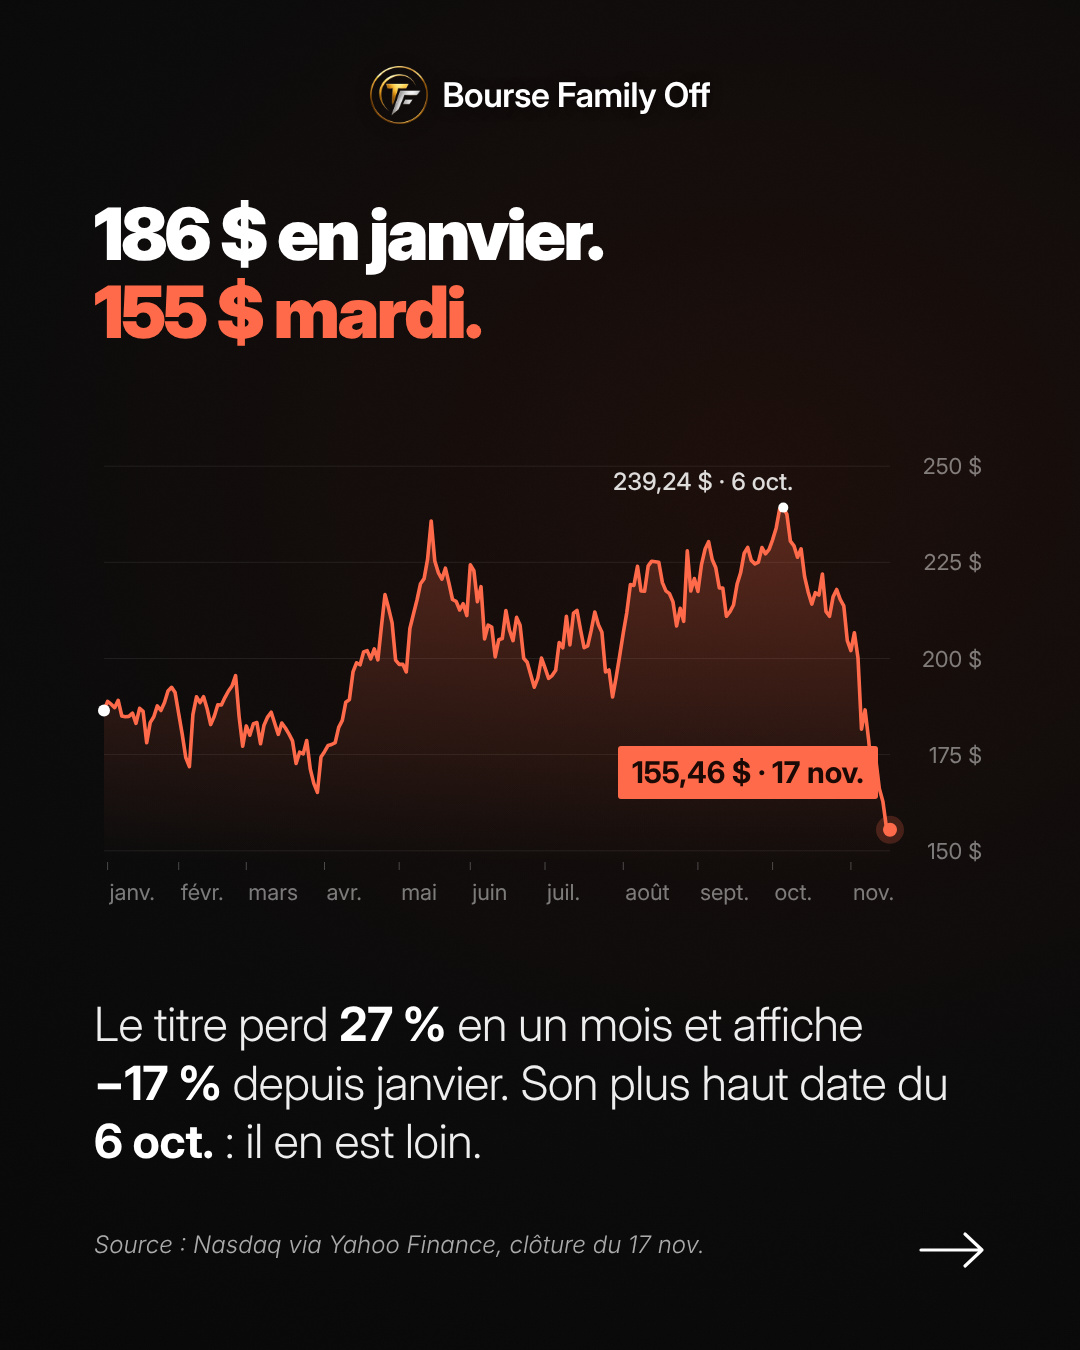 TF Bourse Family Off
186 $ en janvier.
155 $ mardi.
250 $
239,24 $ · 6 oct.
225 $
200 $
175 $
155,46 $ · 17 nov.
150 $
janv. févr. mars avr. mai juin juil. août sept. oct. nov.
Le titre perd 27 % en un mois et affiche
−17 % depuis janvier. Son plus haut date du
6 oct. : il en est loin.
Source : Nasdaq via Yahoo Finance, clôture du 17 nov.